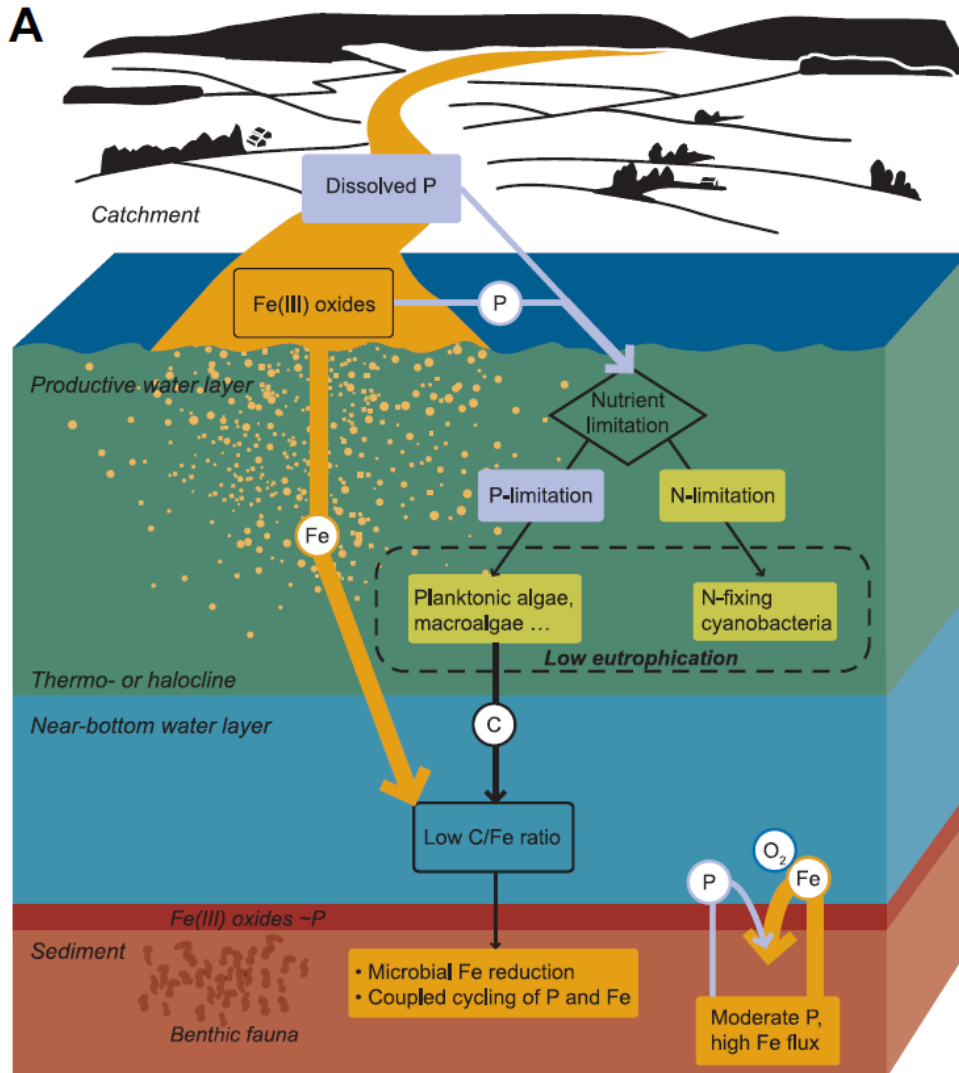 A
Dissolved P
Catchment
Fe(III) oxides
P
Productive water layer
Nutrient
limitation
P-limitation
N-limitation
Fe
Planktonic algae,
macroalgae ...
N-fixing
cyanobacteria
Low eutrophication
Thermo- or halocline
Near-bottom water layer
C
Low C/Fe ratio
O₂
P
Fe
Fe(III) oxides ~P
Sediment
• Microbial Fe reduction
• Coupled cycling of P and Fe
Benthic fauna
Moderate P,
high Fe flux